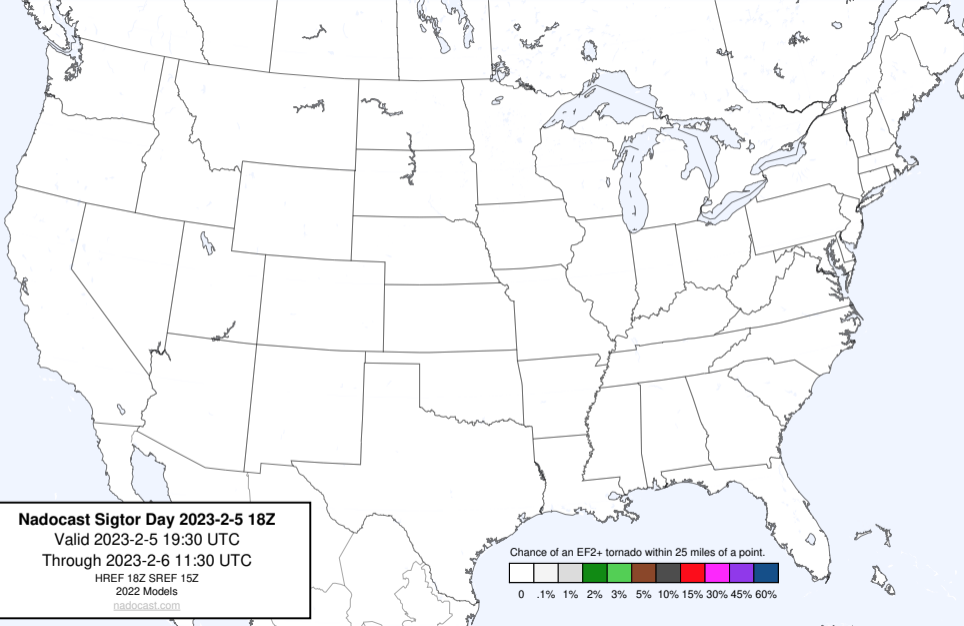 Nadocast Sigtor Day 2023-2-5 18Z
Valid 2023-2-5 19:30 UTC
Through 2023-2-6 11:30 UTC
HREF 18Z SREF 15Z
2022 Models
nadocast.com
Chance of an EF2+ tornado within 25 miles of a point.
0 .1% 1% 2% 3% 5% 10% 15% 30% 45% 60%